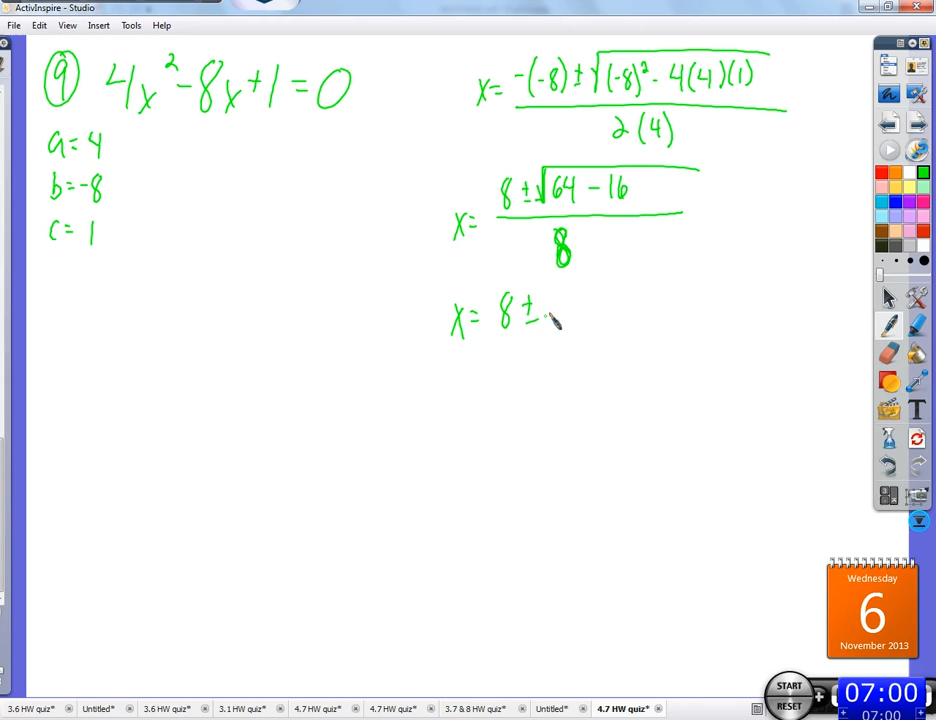 ActivInspire - Studio
File Edit View Insert Tools Help
9 4x² -8x+1=0
a=4
b=-8
c= 1
x= -(-8)±√(-8)² - 4(4)(1)
2(4)
x= 8±√64 - 16
8
x= 8±
Wednesday
6
November 2013
START
RESET
07:00
07:00
3.6 HW quiz* Untitled* 3.6 HW quiz* 3.1 HW quiz* 4.7 HW quiz* 4.7 HW quiz* 3.7 & 8 HW quiz* Untitled* 4.7 HW quiz*